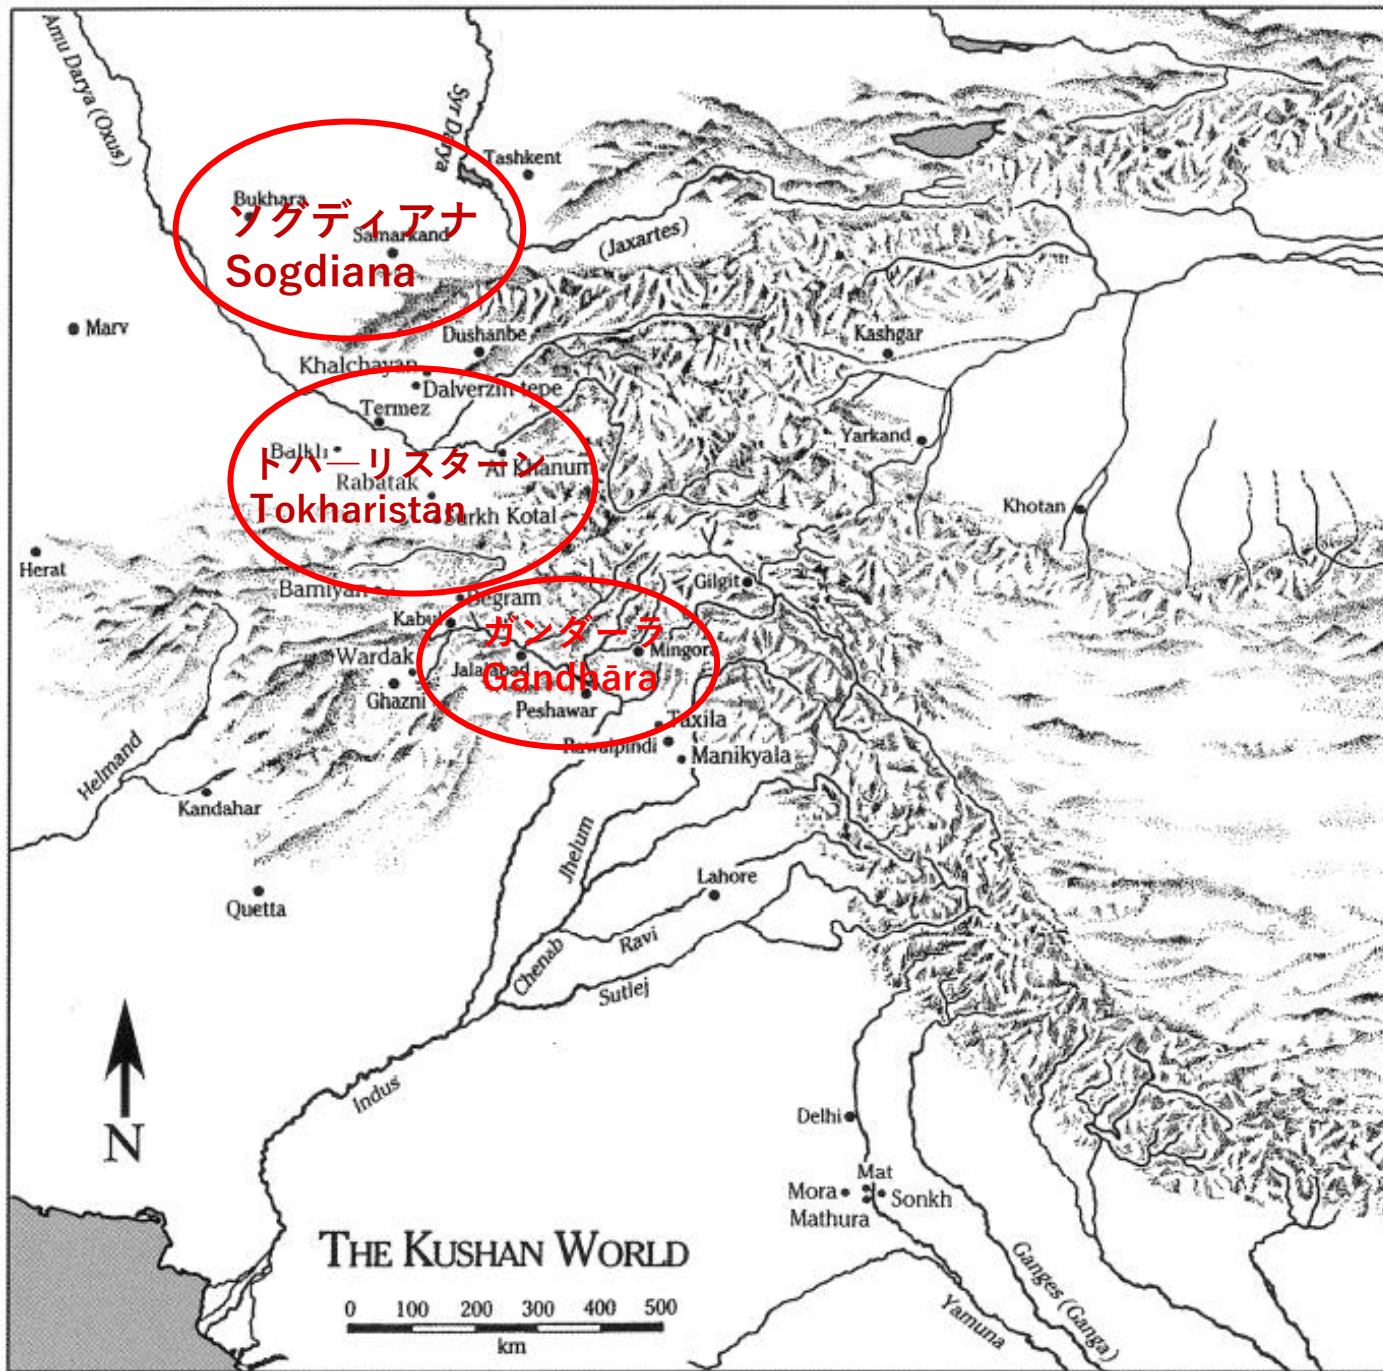 Amu Darya (Oxus)
Syr Darya
Tashkent
Bukhara
ソグディアナ
Samarkand
Sogdiana
(Jaxartes)
Marv
Dushanbe
Kashgar
Khalchayan
Dalverzin tepe
Termez
Yarkand
Balkh
トハ―リスターン
Ai Khanum
Rabatak
Tokharistan
Surkh Kotal
Khotan
Herat
Gilgit
Bamiyan
Begram
Kabul
ガンダーラ
Mingora
Wardak
Jalalabad
Gandhāra
Ghazni
Peshawar
Taxila
Rawalpindi
Manikyala
Helmand
Kandahar
Jhelum
Lahore
Quetta
Chenab
Ravi
Sutlej
Indus
N
Delhi
Mat
Mora
Sonkh
Mathura
THE KUSHAN WORLD
Ganges (Ganga)
Yamuna
0 100 200 300 400 500
km